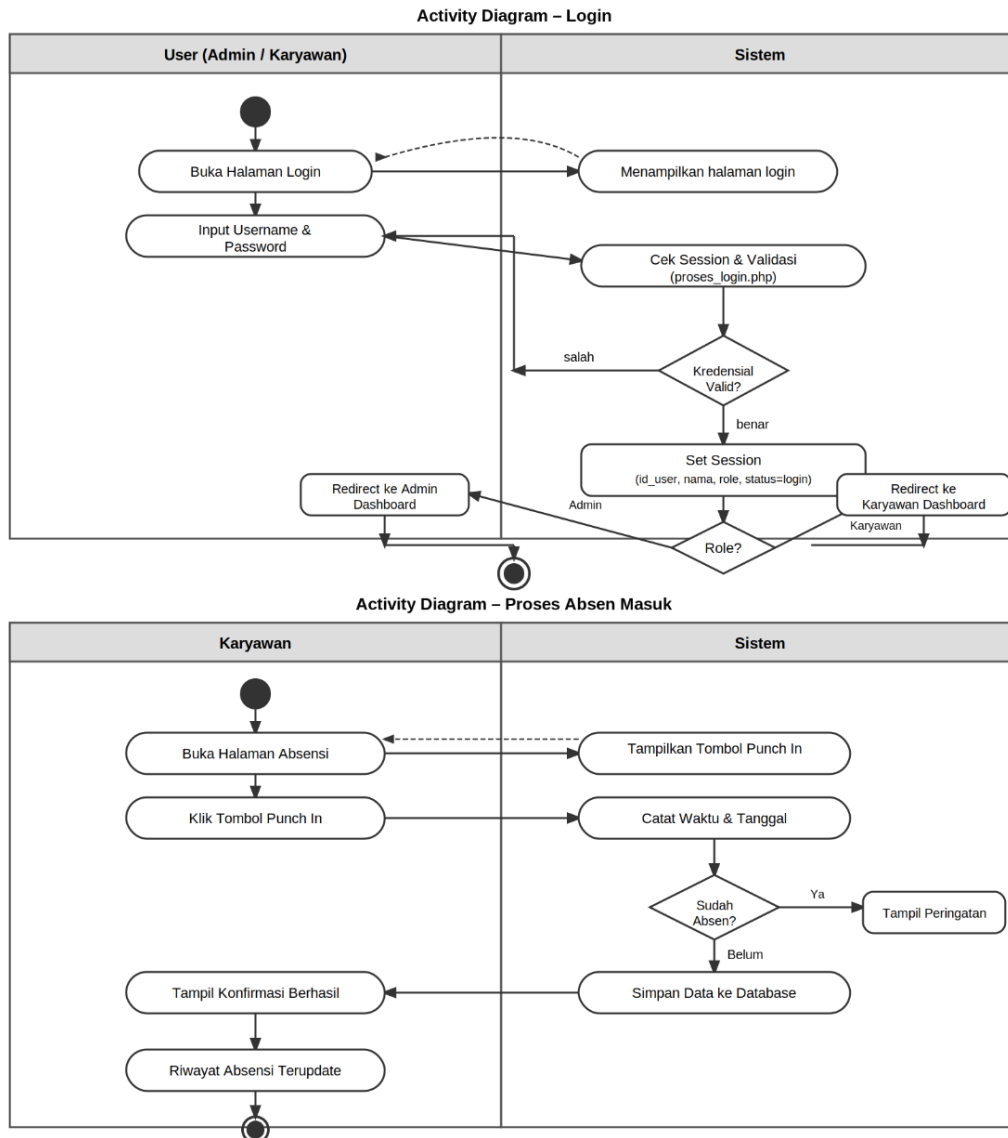 Activity Diagram – Login
User (Admin / Karyawan)
Sistem
Buka Halaman Login
Menampilkan halaman login
Input Username &
Password
Cek Session & Validasi
(proses_login.php)
salah
Kredensial
Valid?
benar
Set Session
(id_user, nama, role, status=login)
Redirect ke Admin
Dashboard
Redirect ke
Karyawan Dashboard
Admin
Karyawan
Role?
Activity Diagram – Proses Absen Masuk
Karyawan
Sistem
Buka Halaman Absensi
Tampilkan Tombol Punch In
Klik Tombol Punch In
Catat Waktu & Tanggal
Sudah
Absen?
Ya
Tampil Peringatan
Belum
Tampil Konfirmasi Berhasil
Simpan Data ke Database
Riwayat Absensi Terupdate